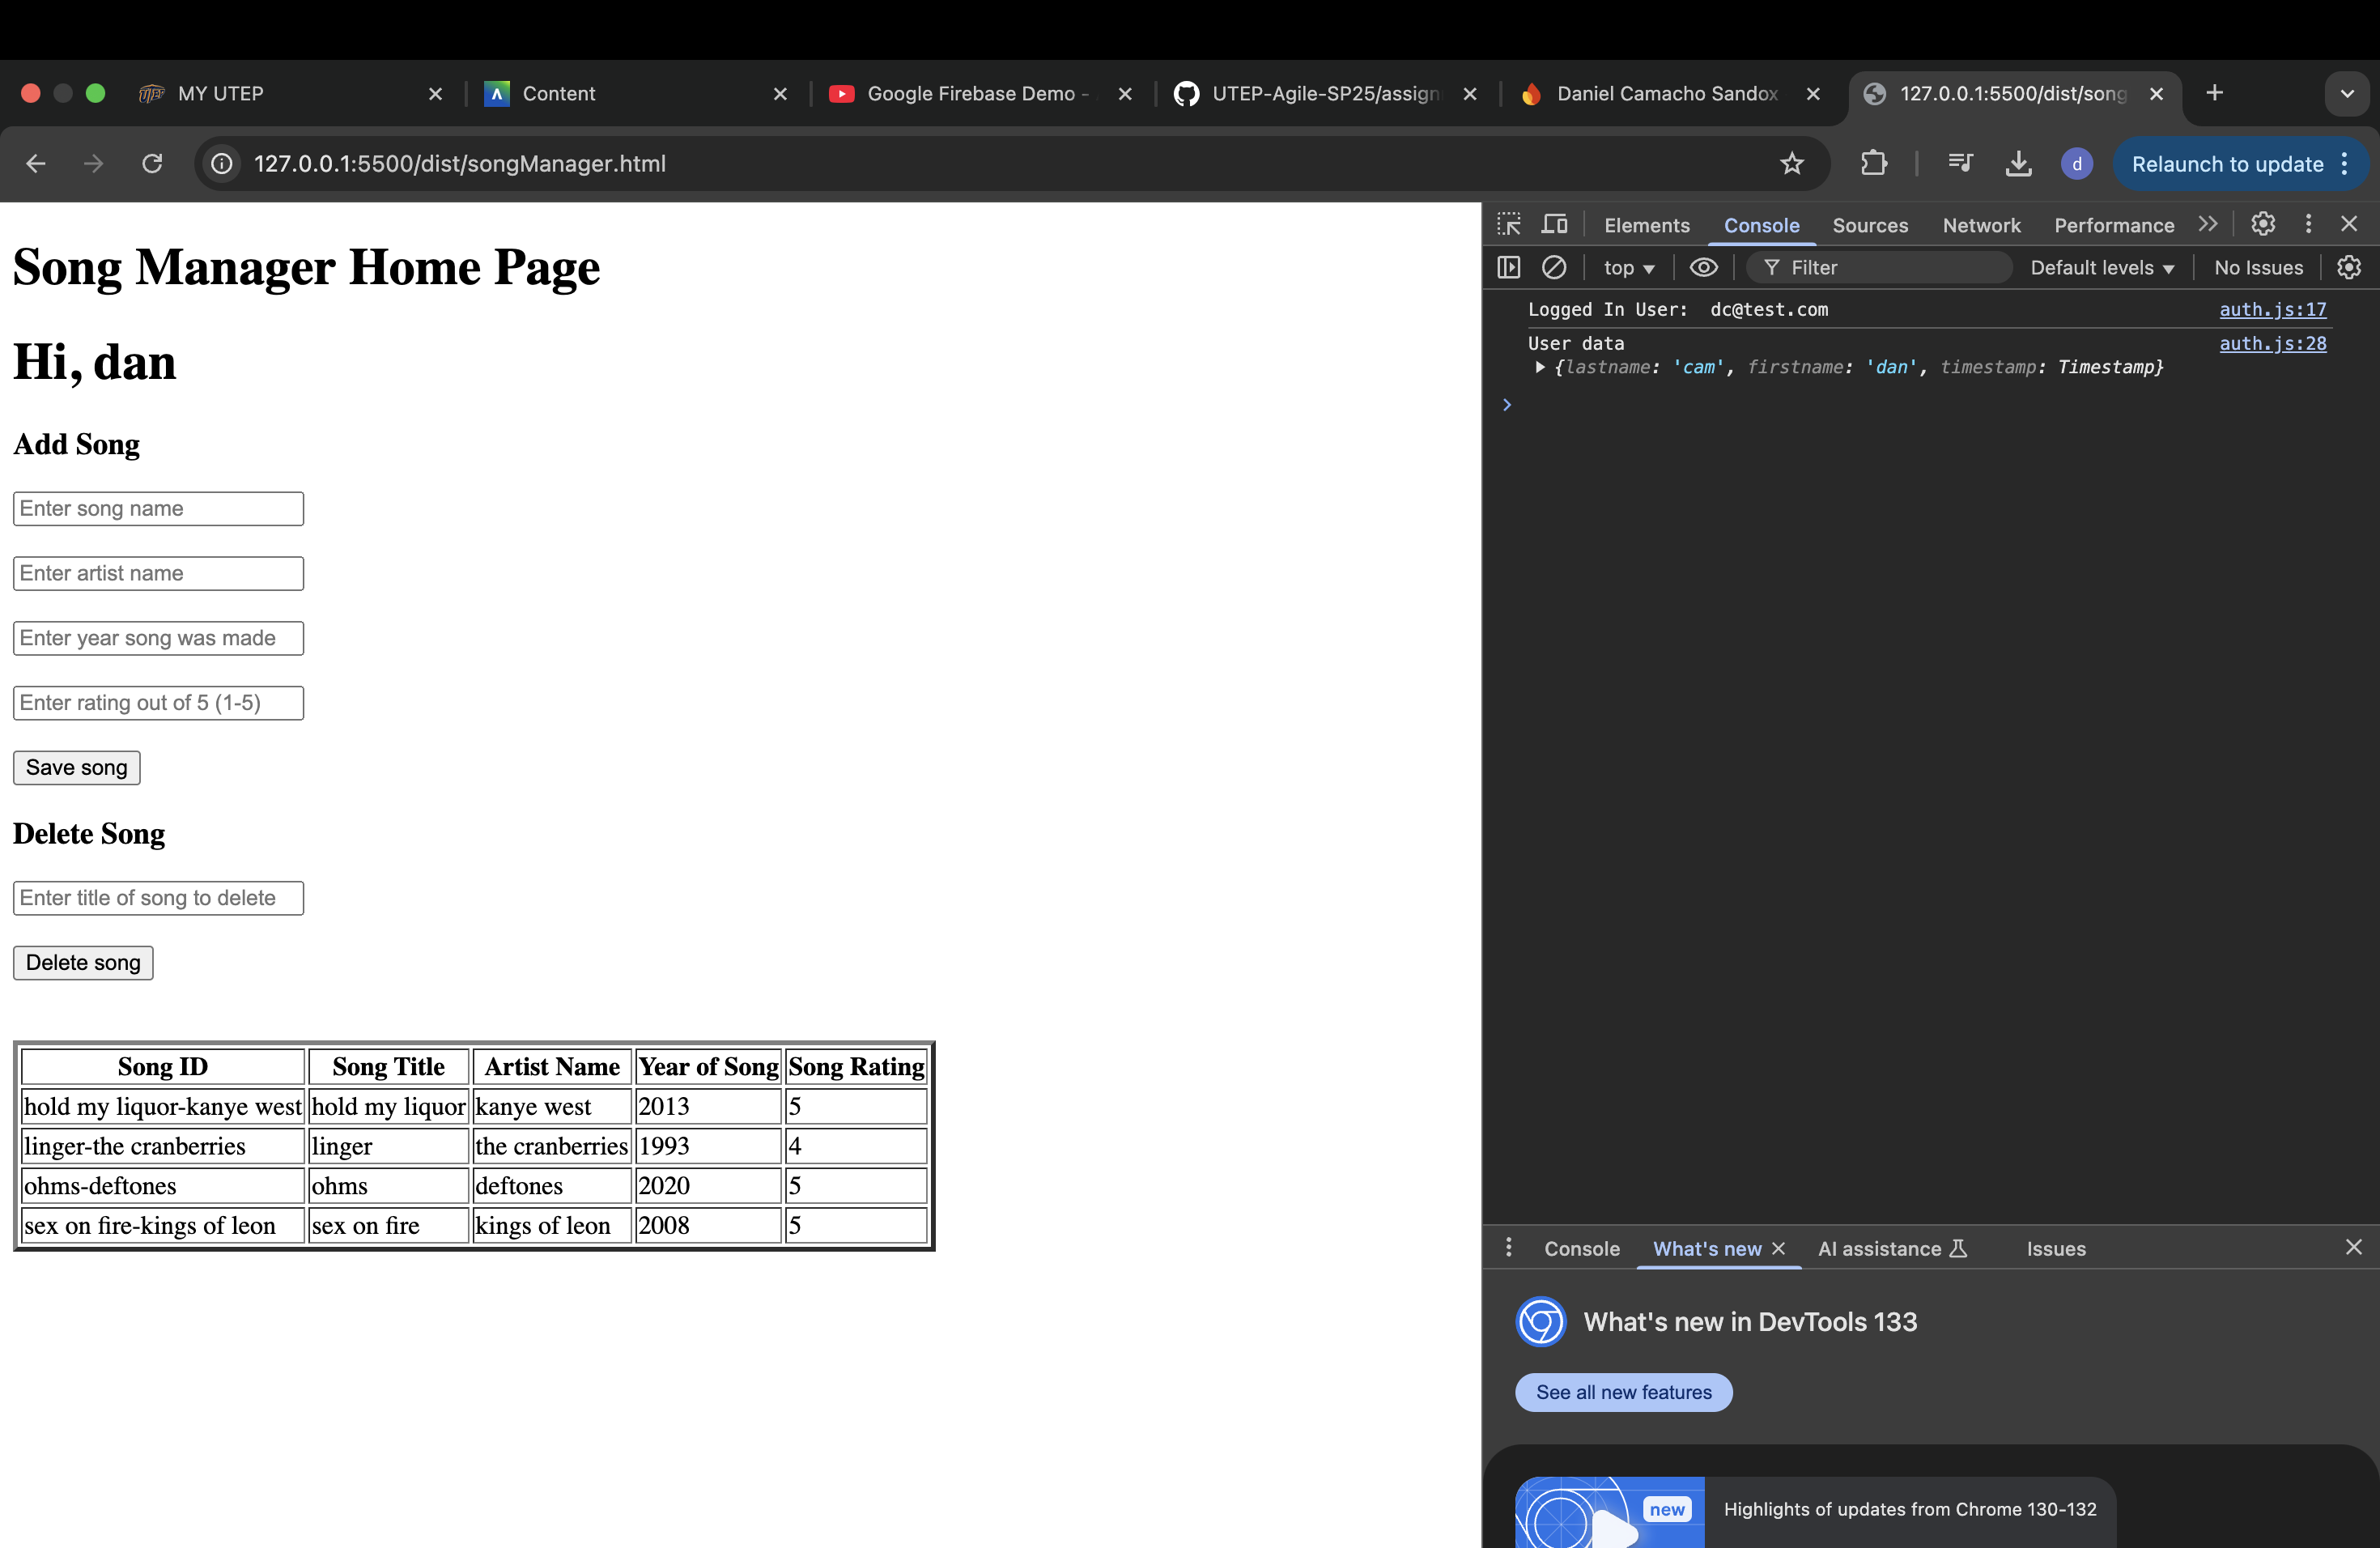 MY UTEP
Content
Google Firebase Demo -
UTEP-Agile-SP25/assign
Daniel Camacho Sandox
127.0.0.1:5500/dist/song
127.0.0.1:5500/dist/songManager.html
d
Relaunch to update
Song Manager Home Page
Hi, dan
Add Song
Enter song name
Enter artist name
Enter year song was made
Enter rating out of 5 (1-5)
Save song
Delete Song
Enter title of song to delete
Delete song
Song ID Song Title Artist Name Year of Song Song Rating
hold my liquor-kanye west hold my liquor kanye west 2013 5
linger-the cranberries linger the cranberries 1993 4
ohms-deftones ohms deftones 2020 5
sex on fire-kings of leon sex on fire kings of leon 2008 5
Elements Console Sources Network Performance
top Filter Default levels No Issues
Logged In User: dc@test.com auth.js:17
User data auth.js:28
{lastname: 'cam', firstname: 'dan', timestamp: Timestamp}
Console What's new AI assistance Issues
What's new in DevTools 133
See all new features
new
Highlights of updates from Chrome 130-132